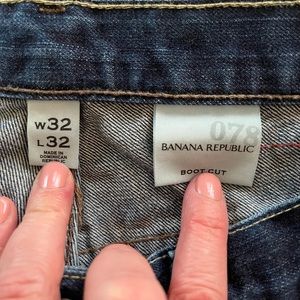 W32
L32
MADE IN
DOMINICAN
REPUBLIC
078
BANANA REPUBLIC
BOOT CUT